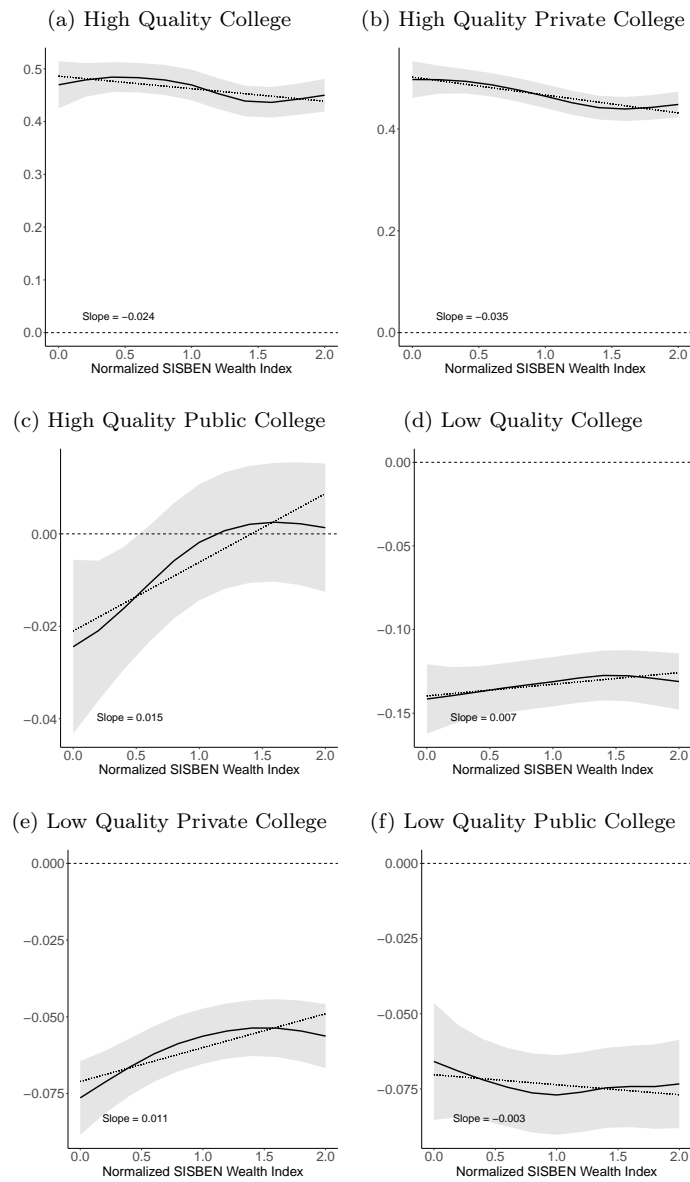 (a) High Quality College
(b) High Quality Private College
0.5
0.4
0.3
0.2
0.1
0.0
Slope = −0.024
0.0 0.5 1.0 1.5 2.0
Normalized SISBEN Wealth Index
0.4
0.2
0.0
Slope = −0.035
0.0 0.5 1.0 1.5 2.0
Normalized SISBEN Wealth Index
(c) High Quality Public College
(d) Low Quality College
0.00
−0.02
−0.04
Slope = 0.015
0.0 0.5 1.0 1.5 2.0
Normalized SISBEN Wealth Index
0.00
−0.05
−0.10
−0.15
Slope = 0.007
0.0 0.5 1.0 1.5 2.0
Normalized SISBEN Wealth Index
(e) Low Quality Private College
(f) Low Quality Public College
0.000
−0.025
−0.050
−0.075
Slope = 0.011
0.0 0.5 1.0 1.5 2.0
Normalized SISBEN Wealth Index
0.000
−0.025
−0.050
−0.075
Slope = −0.003
0.0 0.5 1.0 1.5 2.0
Normalized SISBEN Wealth Index